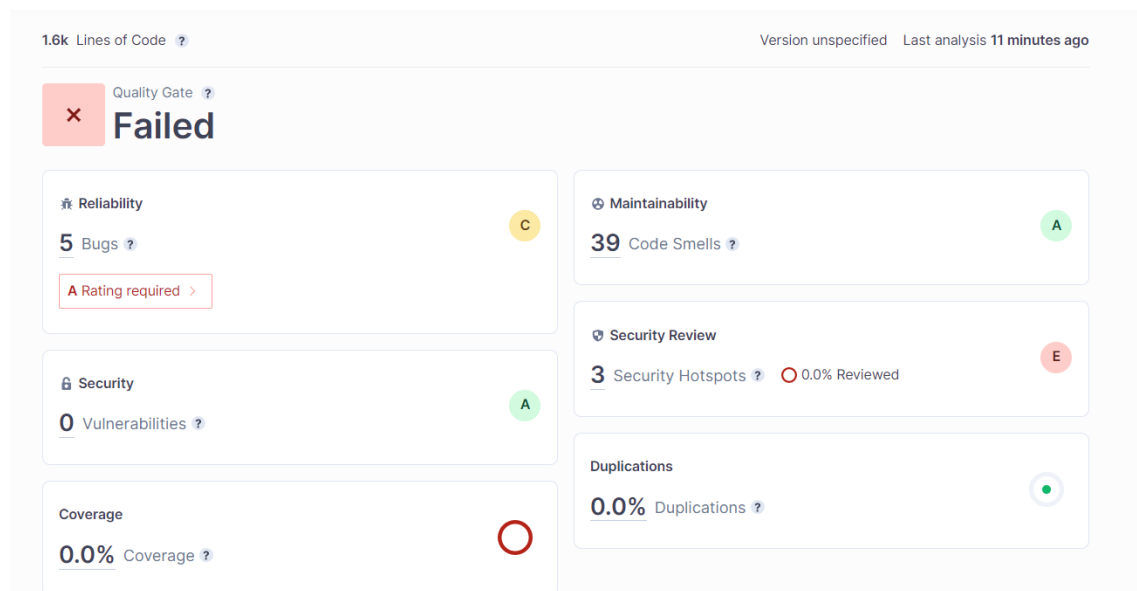 1.6k Lines of Code ?
Version unspecified Last analysis 11 minutes ago
Quality Gate ?
Failed
Reliability
5 Bugs ?
C
A Rating required >
Maintainability
39 Code Smells ?
A
Security Review
3 Security Hotspots ? 0.0% Reviewed
E
Security
0 Vulnerabilities ?
A
Duplications
0.0% Duplications ?
Coverage
0.0% Coverage ?